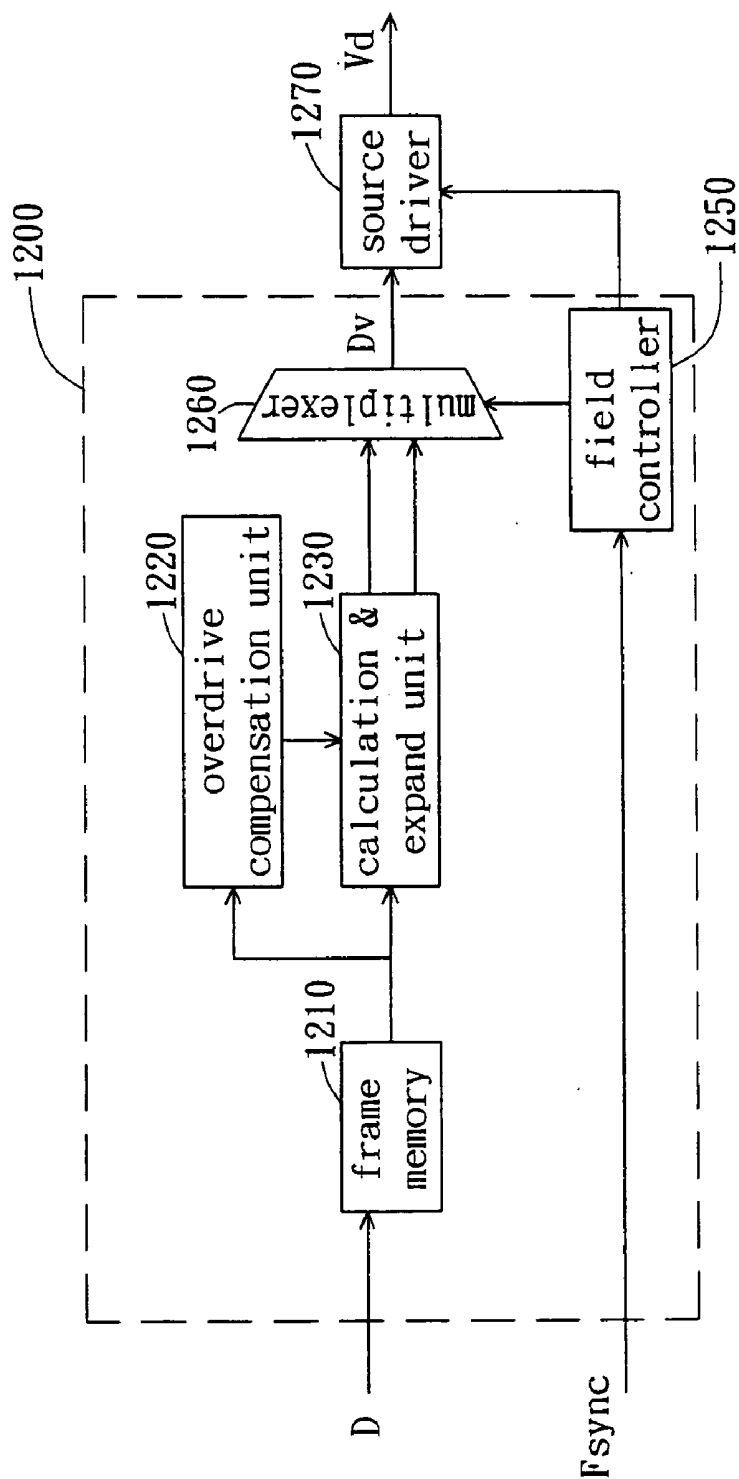 1200
D
frame
memory
1210
overdrive
compensation unit
1220
calculation &
expand unit
1230
multiplexer
1260
Dv
source
driver
1270
Vd
Fsync
field
controller
1250